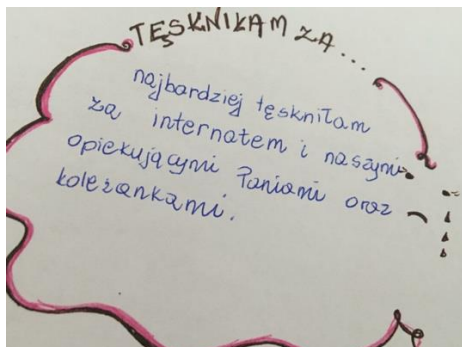 TĘSKNIŁAM ZA....
najbardziej tęskniłam
za internatem i naszymi
opiekującymi Paniami oraz
koleżankami.